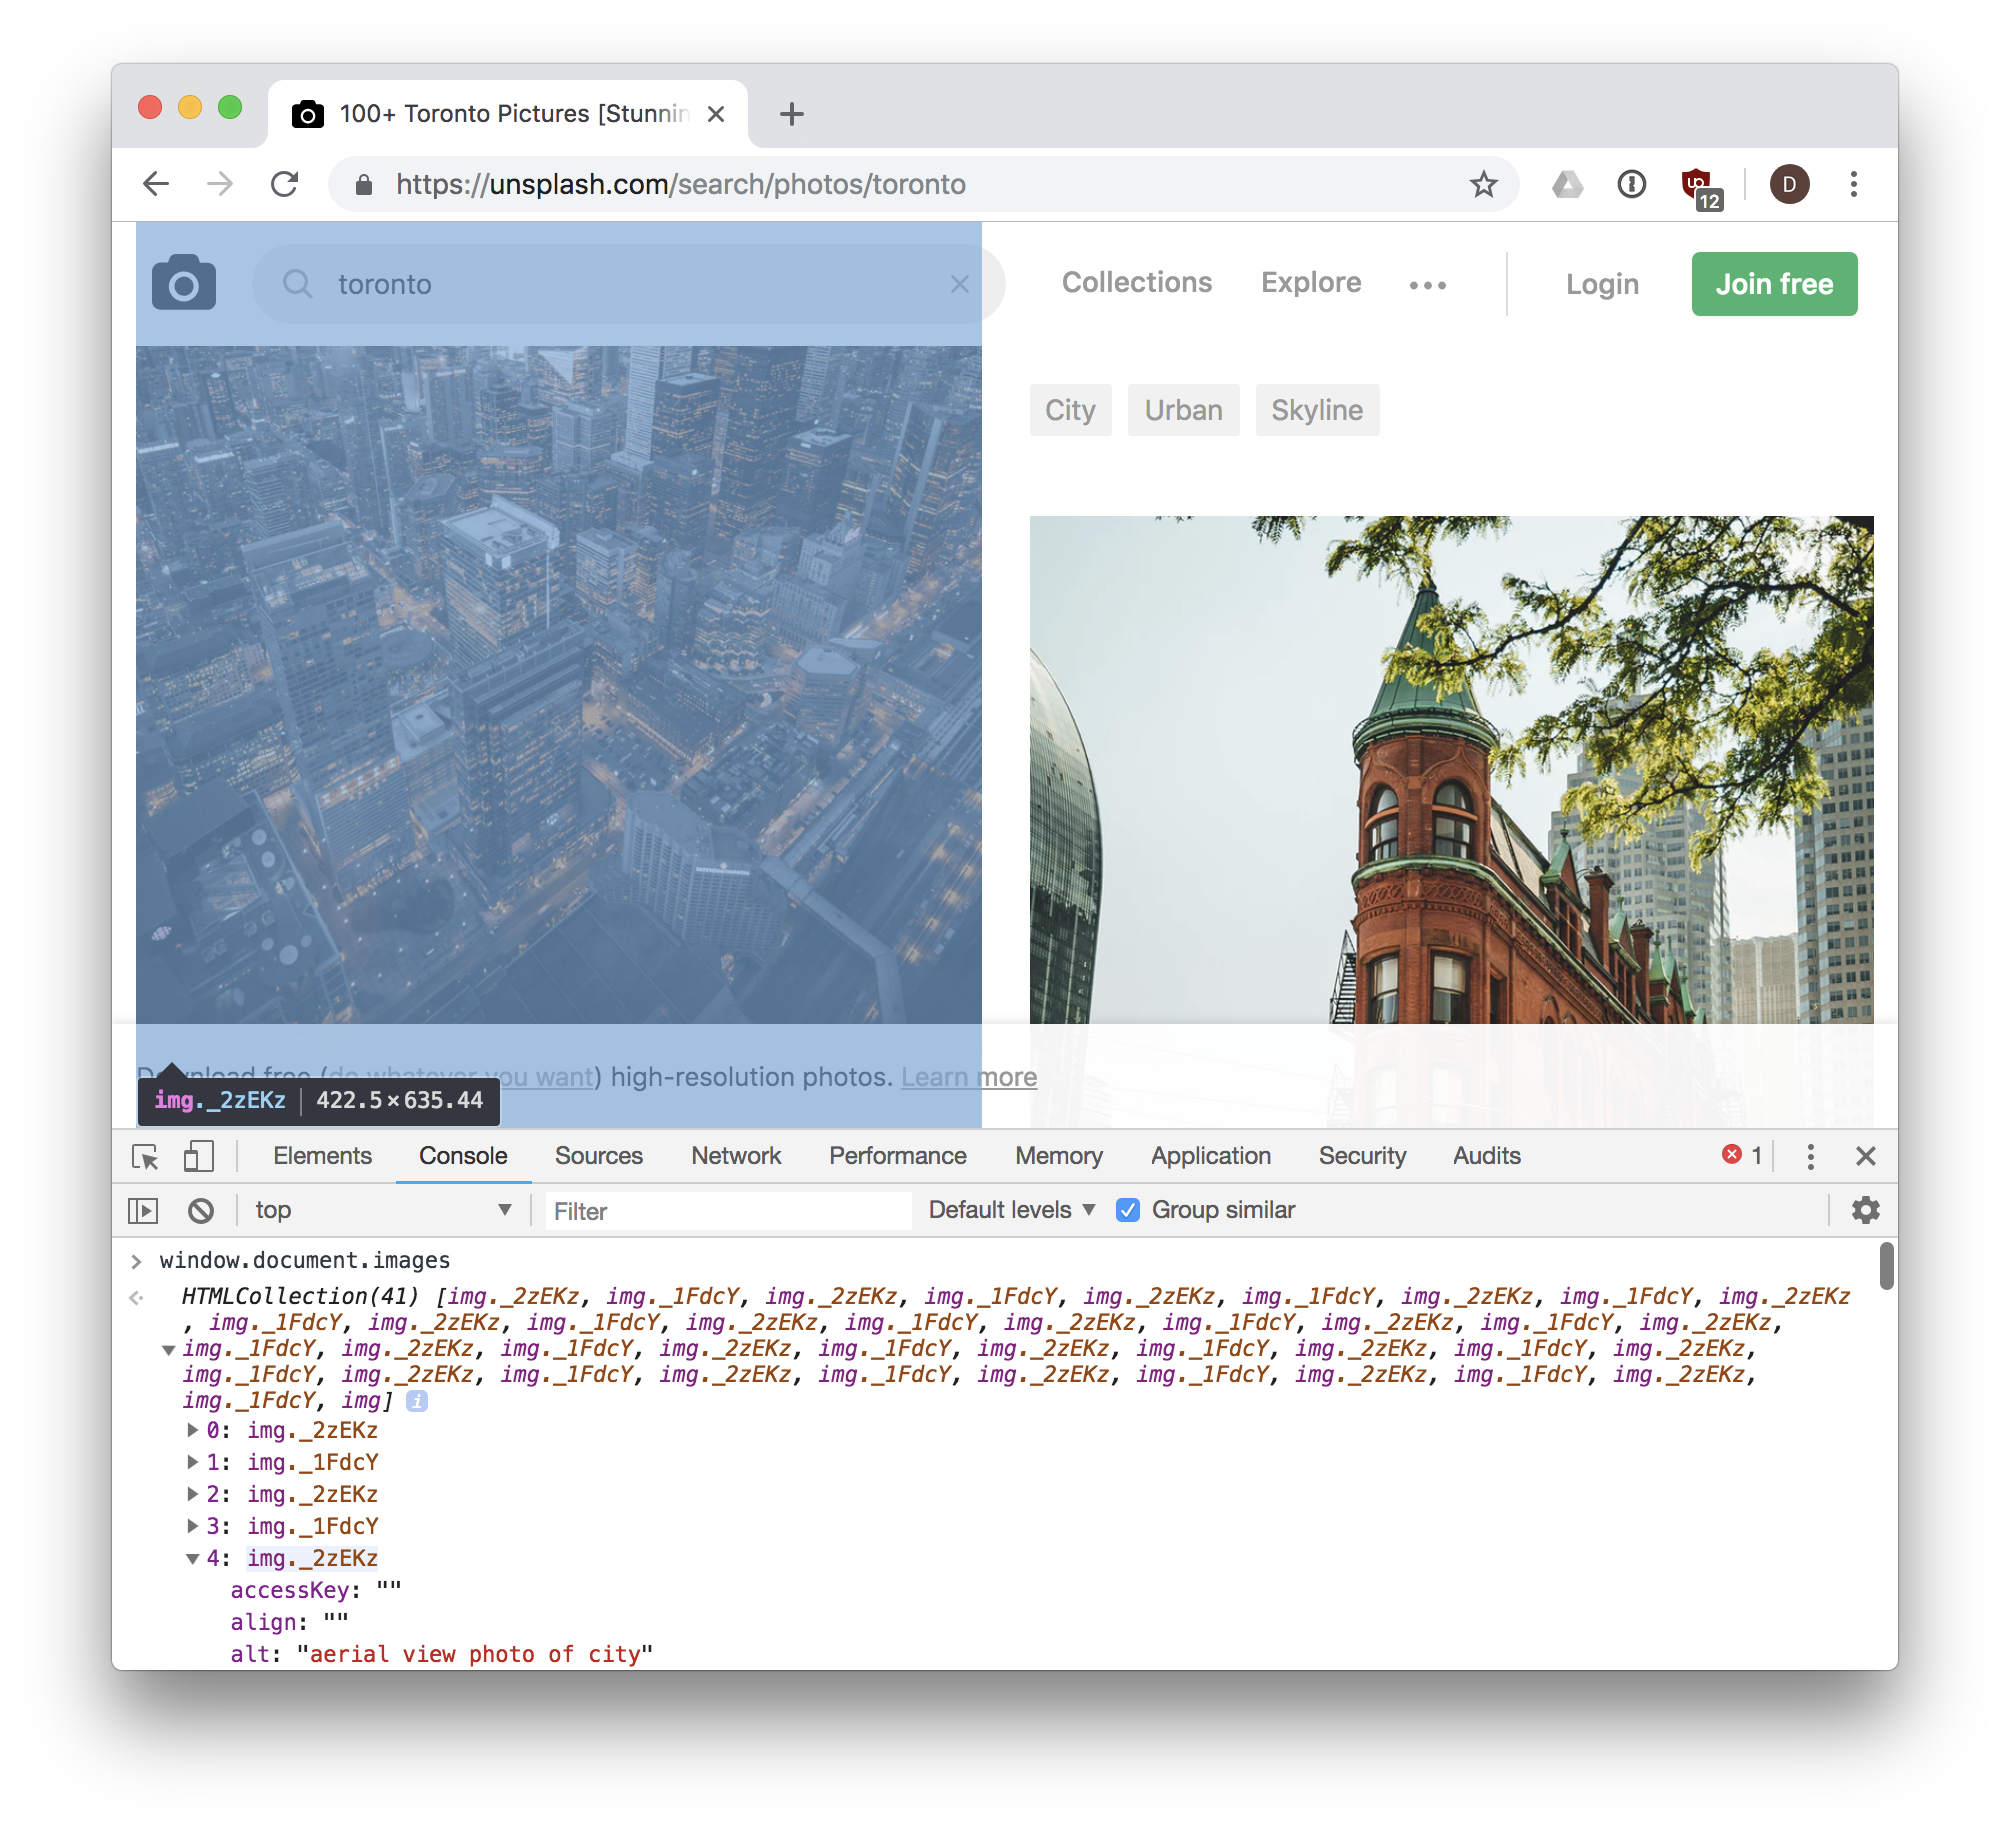 100+ Toronto Pictures [Stunnin
https://unsplash.com/search/photos/toronto
12
D
toronto
Collections Explore ••• Login Join free
City Urban Skyline
Download free (do whatever you want) high-resolution photos. Learn more
img._2zEKz | 422.5×635.44
Elements Console Sources Network Performance Memory Application Security Audits 1
top Filter Default levels Group similar
window.document.images
HTMLCollection(41) [img._2zEKz, img._1FdcY, img._2zEKz, img._1FdcY, img._2zEKz, img._1FdcY, img._2zEKz, img._1FdcY, img._2zEKz
, img._1FdcY, img._2zEKz, img._1FdcY, img._2zEKz, img._1FdcY, img._2zEKz, img._1FdcY, img._2zEKz, img._1FdcY, img._2zEKz,
img._1FdcY, img._2zEKz, img._1FdcY, img._2zEKz, img._1FdcY, img._2zEKz, img._1FdcY, img._2zEKz, img._1FdcY, img._2zEKz,
img._1FdcY, img._2zEKz, img._1FdcY, img._2zEKz, img._1FdcY, img._2zEKz, img._1FdcY, img._2zEKz, img._1FdcY, img._2zEKz,
img._1FdcY, img] i
0: img._2zEKz
1: img._1FdcY
2: img._2zEKz
3: img._1FdcY
4: img._2zEKz
accessKey: ""
align: ""
alt: "aerial view photo of city"